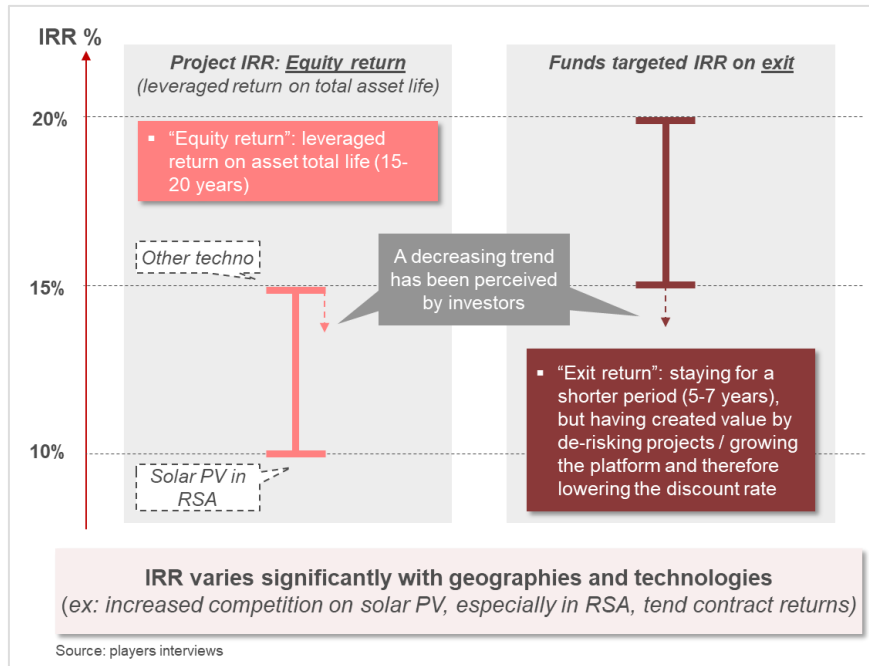 IRR %
Project IRR: Equity return
(leveraged return on total asset life)
Funds targeted IRR on exit
20%
▪ “Equity return”: leveraged
return on asset total life (15-
20 years)
Other techno
A decreasing trend
has been perceived
by investors
15%
▪ “Exit return”: staying for a
shorter period (5-7 years),
but having created value by
de-risking projects / growing
the platform and therefore
lowering the discount rate
10%
Solar PV in
RSA
IRR varies significantly with geographies and technologies
(ex: increased competition on solar PV, especially in RSA, tend contract returns)
Source: players interviews